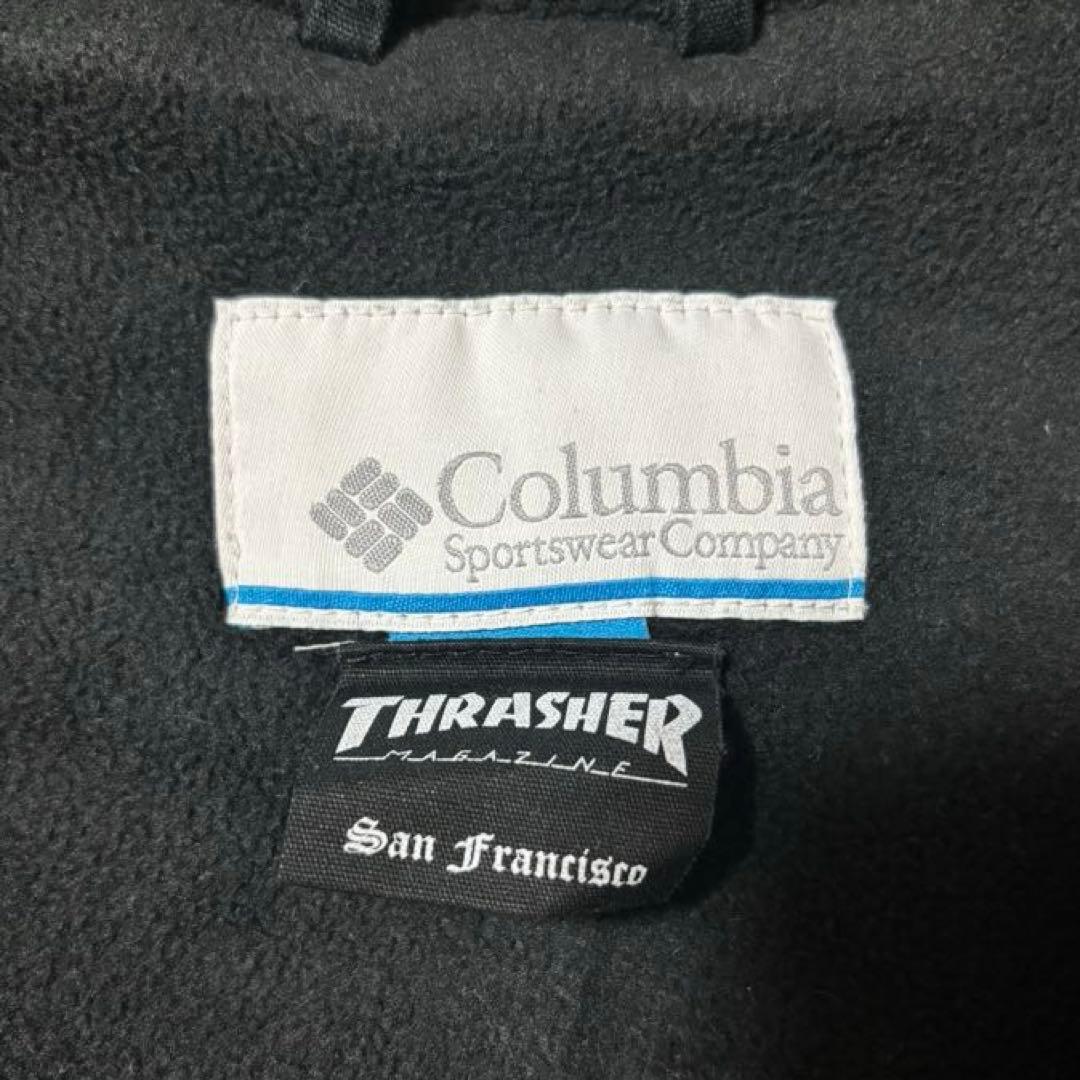 Columbia
Sportswear Company
THRASHER
MAGAZINE
San Francisco